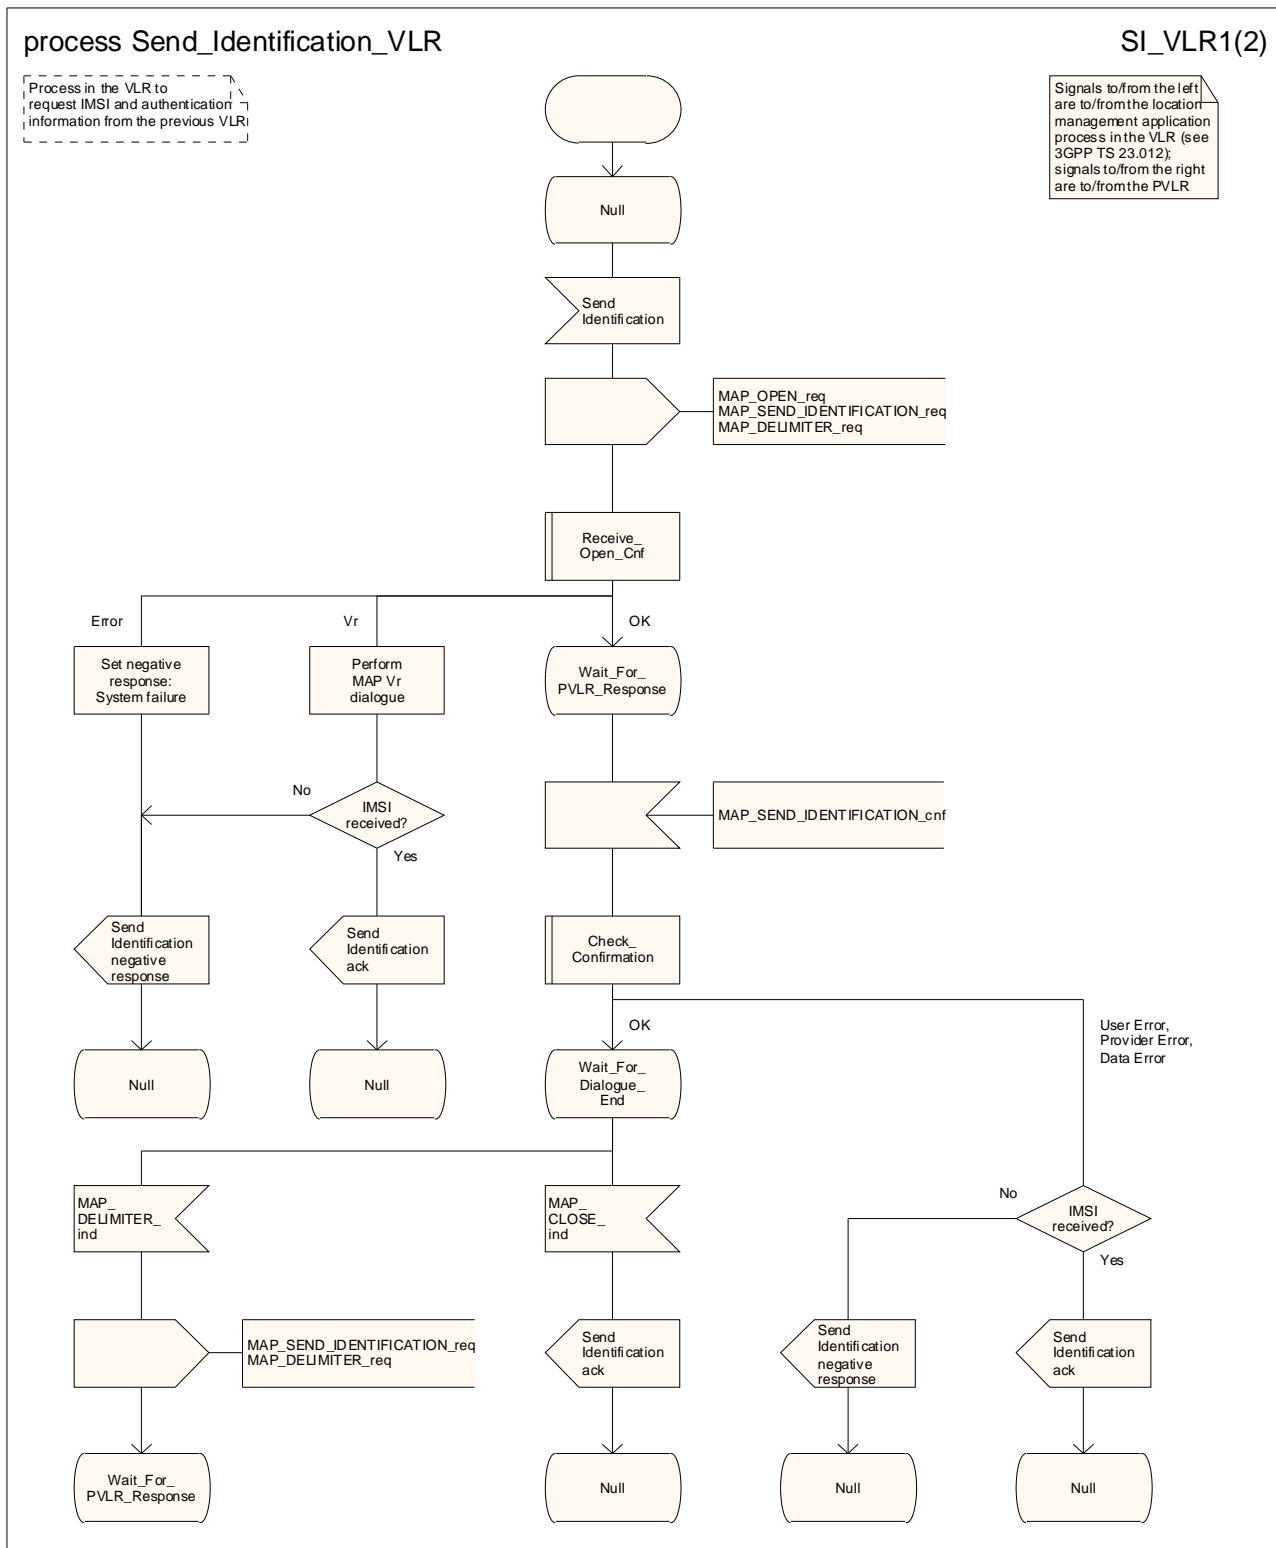 process Send_Identification_VLR
SI_VLR1(2)
Process in the VLR to
request IMSI and authentication
information from the previous VLR
Signals to/from the left
are to/from the location
management application
process in the VLR (see
3GPP TS 23.012);
signals to/from the right
are to/from the PVLR
Null
Send
Identification
MAP_OPEN_req
MAP_SEND_IDENTIFICATION_req
MAP_DELIMITER_req
Receive_
Open_Cnf
Error
Vr
OK
Set negative
response:
System failure
Perform
MAP Vr
dialogue
Wait_For_
PVLR_Response
No
IMSI
received?
Yes
MAP_SEND_IDENTIFICATION_cnf
Send
Identification
negative
response
Send
Identification
ack
Check_
Confirmation
OK
User Error,
Provider Error,
Data Error
Null
Null
Wait_For_
Dialogue_
End
MAP_
DELIMITER_
ind
MAP_
CLOSE_
ind
No
IMSI
received?
Yes
MAP_SEND_IDENTIFICATION_req
MAP_DELIMITER_req
Send
Identification
ack
Send
Identification
negative
response
Send
Identification
ack
Wait_For_
PVLR_Response
Null
Null
Null